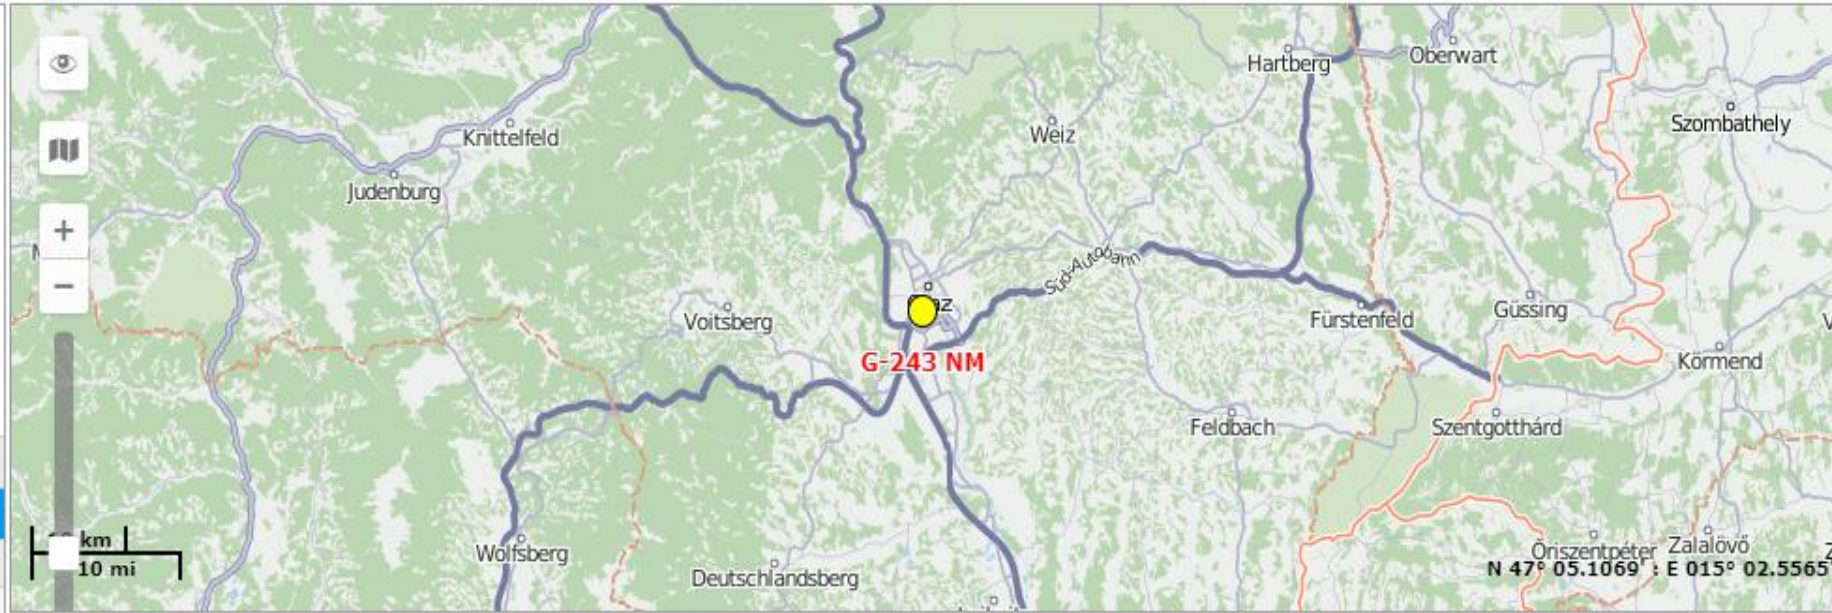 Hartberg
Oberwart
Szombathely
Knittelfeld
Weiz
Judenburg
Süd-Autobahn
Voitsberg
Fürstenfeld
Güssing
Körmend
G-243 NM
Feldbach
Szentgotthárd
km
10 mi
Wolfsberg
Deutschlandsberg
Őriszentpéter
Zalalövő
N 47° 05.1069' : E 015° 02.5565'